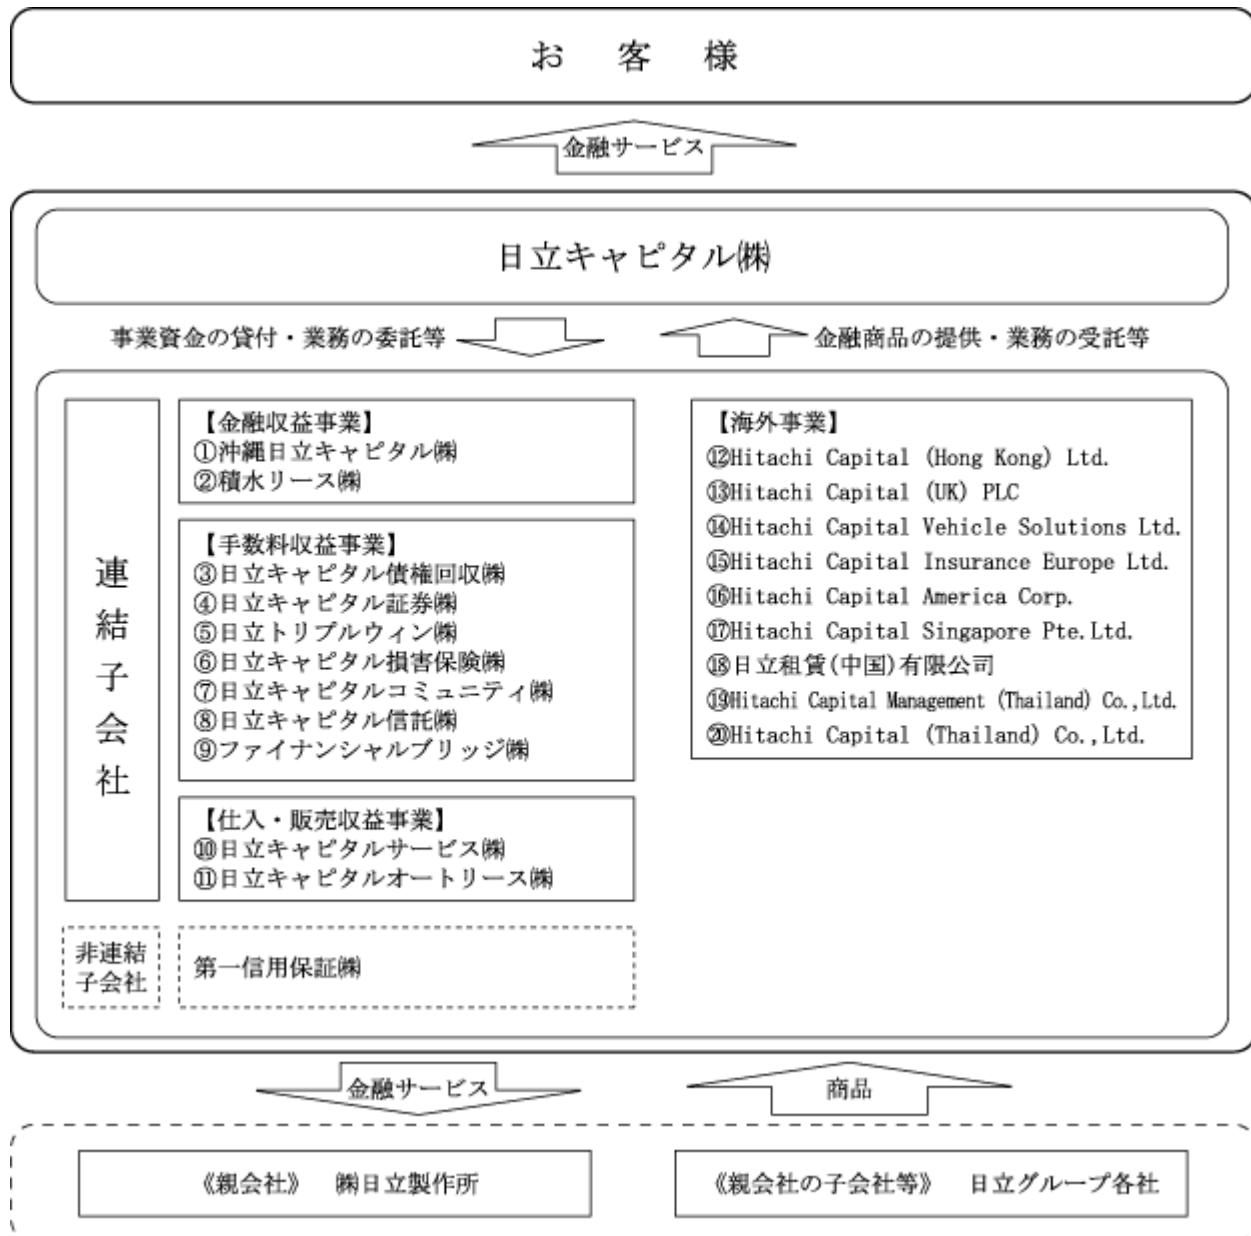 お 客 様
金融サービス
日立キャピタル㈱
事業資金の貸付・業務の委託等
金融商品の提供・業務の受託等
連結子会社
【金融収益事業】
①沖縄日立キャピタル㈱
②積水リース㈱
【手数料収益事業】
③日立キャピタル債権回収㈱
④日立キャピタル証券㈱
⑤日立トリプルウィン㈱
⑥日立キャピタル損害保険㈱
⑦日立キャピタルコミュニティ㈱
⑧日立キャピタル信託㈱
⑨ファイナンシャルブリッジ㈱
【仕入・販売収益事業】
⑩日立キャピタルサービス㈱
⑪日立キャピタルオートリース㈱
【海外事業】
⑫Hitachi Capital (Hong Kong) Ltd.
⑬Hitachi Capital (UK) PLC
⑭Hitachi Capital Vehicle Solutions Ltd.
⑮Hitachi Capital Insurance Europe Ltd.
⑯Hitachi Capital America Corp.
⑰Hitachi Capital Singapore Pte.Ltd.
⑱日立租賃(中国)有限公司
⑲Hitachi Capital Management (Thailand) Co.,Ltd.
⑳Hitachi Capital (Thailand) Co.,Ltd.
非連結
子会社
第一信用保証㈱
金融サービス
商品
《親会社》 ㈱日立製作所
《親会社の子会社等》 日立グループ各社